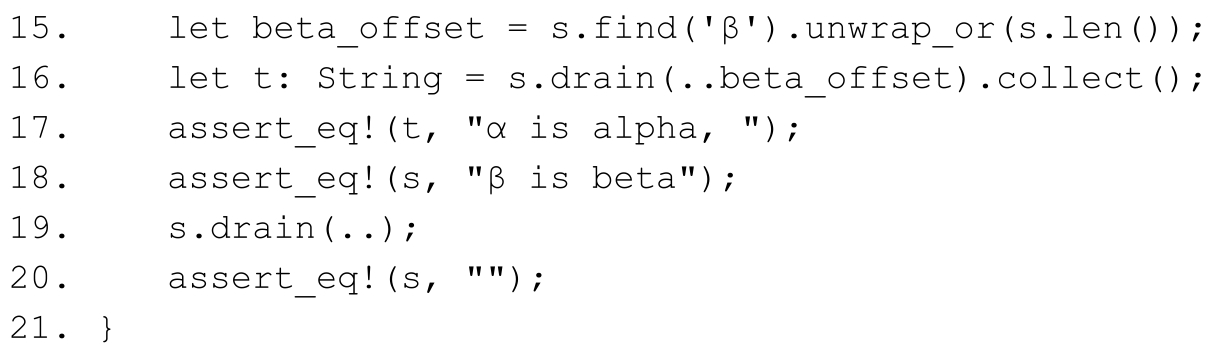 15.    let beta_offset = s.find('β').unwrap_or(s.len());
16.    let t: String = s.drain(..beta_offset).collect();
17.    assert_eq!(t, "α is alpha, ");
18.    assert_eq!(s, "β is beta");
19.    s.drain(..);
20.    assert_eq!(s, "");
21. }